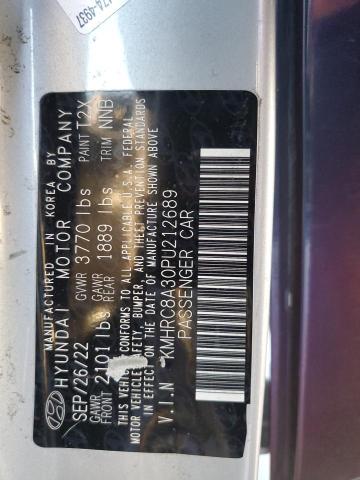 474-4937
MANUFACTURED IN KOREA BY
HYUNDAI MOTOR COMPANY
SEP/26/22 GVWR 3770 lbs PAINT T2X
GAWR FRONT 2101 lbs GAWR REAR 1889 lbs TRIM NNB
THIS VEHICLE CONFORMS TO ALL APPLICABLE U.S.A. FEDERAL
MOTOR VEHICLE SAFETY, BUMPER, AND THEFT PREVENTION STANDARDS
IN EFFECT ON THE DATE OF MANUFACTURE SHOWN ABOVE
V.I.N KMHRC8A30PU212689
PASSENGER CAR